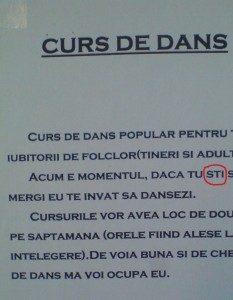 CURS DE DANS
CURS DE DANS POPULAR PENTRU
IUBITORII DE FOLCLOR(TINERI SI ADULT
ACUM E MOMENTUL, DACA TU STI
MERGI EU TE INVAT SA DANSEZI.
CURSURILE VOR AVEA LOC DE DOU
PE SAPTAMANA (ORELE FIIND ALESE
INTELEGERE).DE VOIA BUNA SI DE CHE
DE DANS MA VOI OCUPA EU.